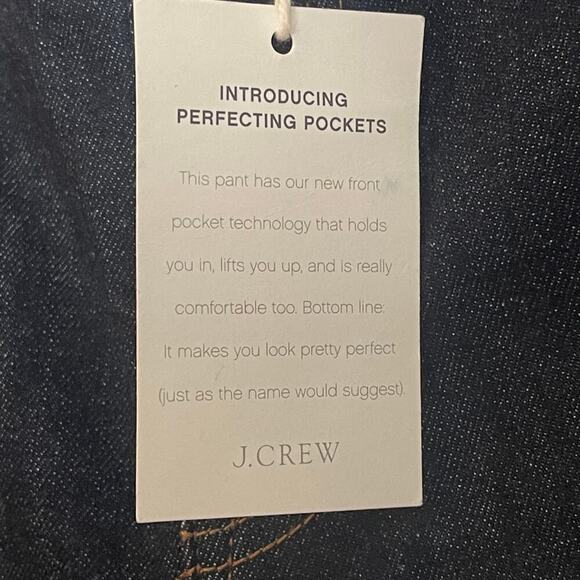 INTRODUCING
PERFECTING POCKETS
This pant has our new front
pocket technology that holds
you in, lifts you up, and is really
comfortable too. Bottom line:
It makes you look pretty perfect
(just as the name would suggest).
J.CREW